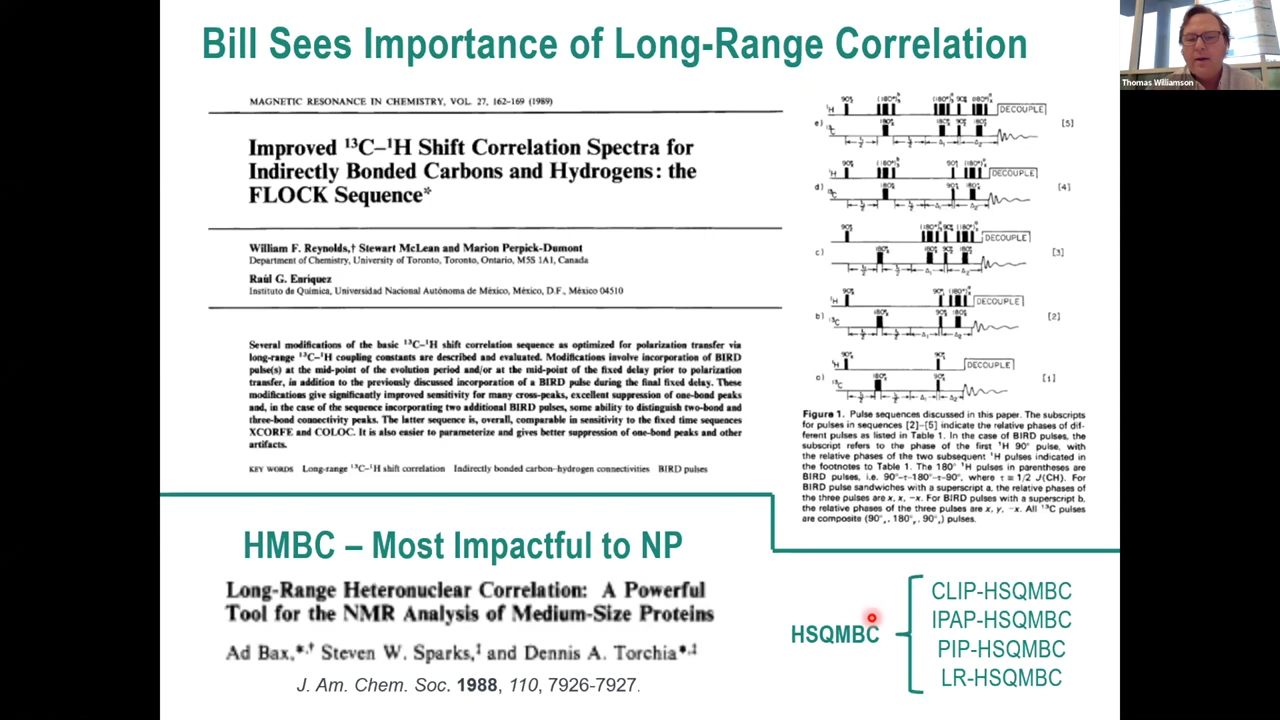 Bill Sees Importance of Long-Range Correlation
Thomas Williamson
MAGNETIC RESONANCE IN CHEMISTRY, VOL. 27, 162–169 (1989)
Improved ¹³C–¹H Shift Correlation Spectra for
Indirectly Bonded Carbons and Hydrogens: the
FLOCK Sequence*
William F. Reynolds,† Stewart McLean and Marion Perpick-Dumont
Department of Chemistry, University of Toronto, Toronto, Ontario, M5S 1A1, Canada
Raúl G. Enríquez
Instituto de Química, Universidad Nacional Autónoma de México, México, D.F., México 04510
Several modifications of the basic ¹³C–¹H shift correlation sequence as optimized for polarization transfer via
long-range ¹³C–¹H coupling constants are described and evaluated. Modifications involve incorporation of BIRD
pulse(s) at the mid-point of the evolution period and/or at the mid-point of the fixed delay prior to polarization
transfer, in addition to the previously discussed incorporation of a BIRD pulse during the final fixed delay. These
modifications give significantly improved sensitivity for many cross-peaks, excellent suppression of one-bond peaks
and, in the case of the sequence incorporating two additional BIRD pulses, some ability to distinguish two-bond and
three-bond connectivity peaks. The latter sequence is, overall, comparable in sensitivity to the fixed time sequences
XCORFE and COLOC. It is also easier to parameterize and gives better suppression of one-bond peaks and other
artifacts.
KEY WORDS Long-range ¹³C–¹H shift correlation Indirectly bonded carbon–hydrogen connectivities BIRD pulses
DECOUPLE
e) [5]
DECOUPLE
d) [4]
DECOUPLE
c) [3]
DECOUPLE
b) [2]
DECOUPLE
[1]
Figure 1. Pulse sequences discussed in this paper. The subscripts
for pulses in sequences [2]–[5] indicate the relative phases of dif-
ferent pulses as listed in Table 1. In the case of BIRD pulses, the
subscript refers to the phase of the first ¹H 90° pulse, with
the relative phases of the two subsequent ¹H pulses indicated in
the footnotes to Table 1. The 180° ¹H pulses in parentheses are
BIRD pulses, i.e. 90°–τ–180°–τ–90°, where τ = 1/2 J(CH). For
BIRD pulse sandwiches with a superscript a, the relative phases of
the three pulses are x, x, −x. For BIRD pulses with a superscript b,
the relative phases of the three pulses are x, y, −x. All ¹³C pulses
are composite pulses.
HMBC – Most Impactful to NP
Long-Range Heteronuclear Correlation: A Powerful
Tool for the NMR Analysis of Medium-Size Proteins
Ad Bax,*,† Steven W. Sparks,‡ and Dennis A. Torchia*,‡
J. Am. Chem. Soc. 1988, 110, 7926-7927.
HSQMBC
CLIP-HSQMBC
IPAP-HSQMBC
PIP-HSQMBC
LR-HSQMBC